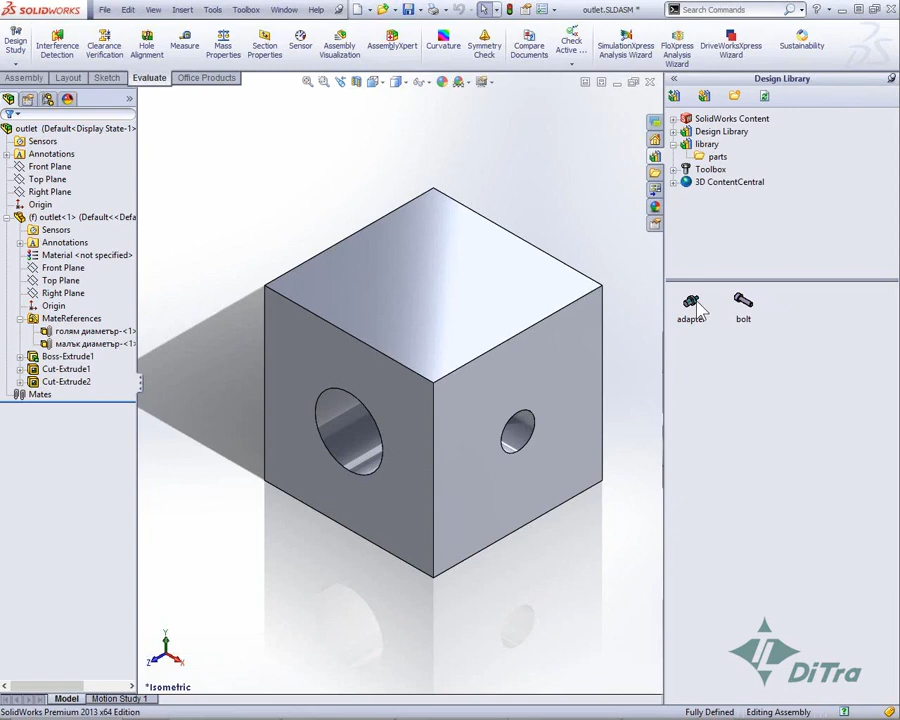 SOLIDWORKS File Edit View Insert Tools Toolbox Window Help outlet.SLDASM * Search Commands
Design Study
Interference Detection
Clearance Verification
Hole Alignment
Measure
Mass Properties
Section Properties
Sensor
Assembly Visualization
AssemblyXpert
Curvature
Symmetry Check
Compare Documents
Check Active ...
SimulationXpress Analysis Wizard
FloXpress Analysis Wizard
DriveWorksXpress Wizard
Sustainability
Assembly Layout Sketch Evaluate Office Products
outlet (Default<Display State-1>
Sensors
Annotations
Front Plane
Top Plane
Right Plane
Origin
(f) outlet<1> (Default<<Defa
Sensors
Annotations
Material <not specified>
Front Plane
Top Plane
Right Plane
Origin
MateReferences
голям диаметър-<1>
малък диаметър-<1>
Boss-Extrude1
Cut-Extrude1
Cut-Extrude2
Mates
Y
Z X
*Isometric
Design Library
SolidWorks Content
Design Library
library
parts
Toolbox
3D ContentCentral
bolt
DiTra
Model Motion Study 1
SolidWorks Premium 2013 x64 Edition Fully Defined Editing Assembly